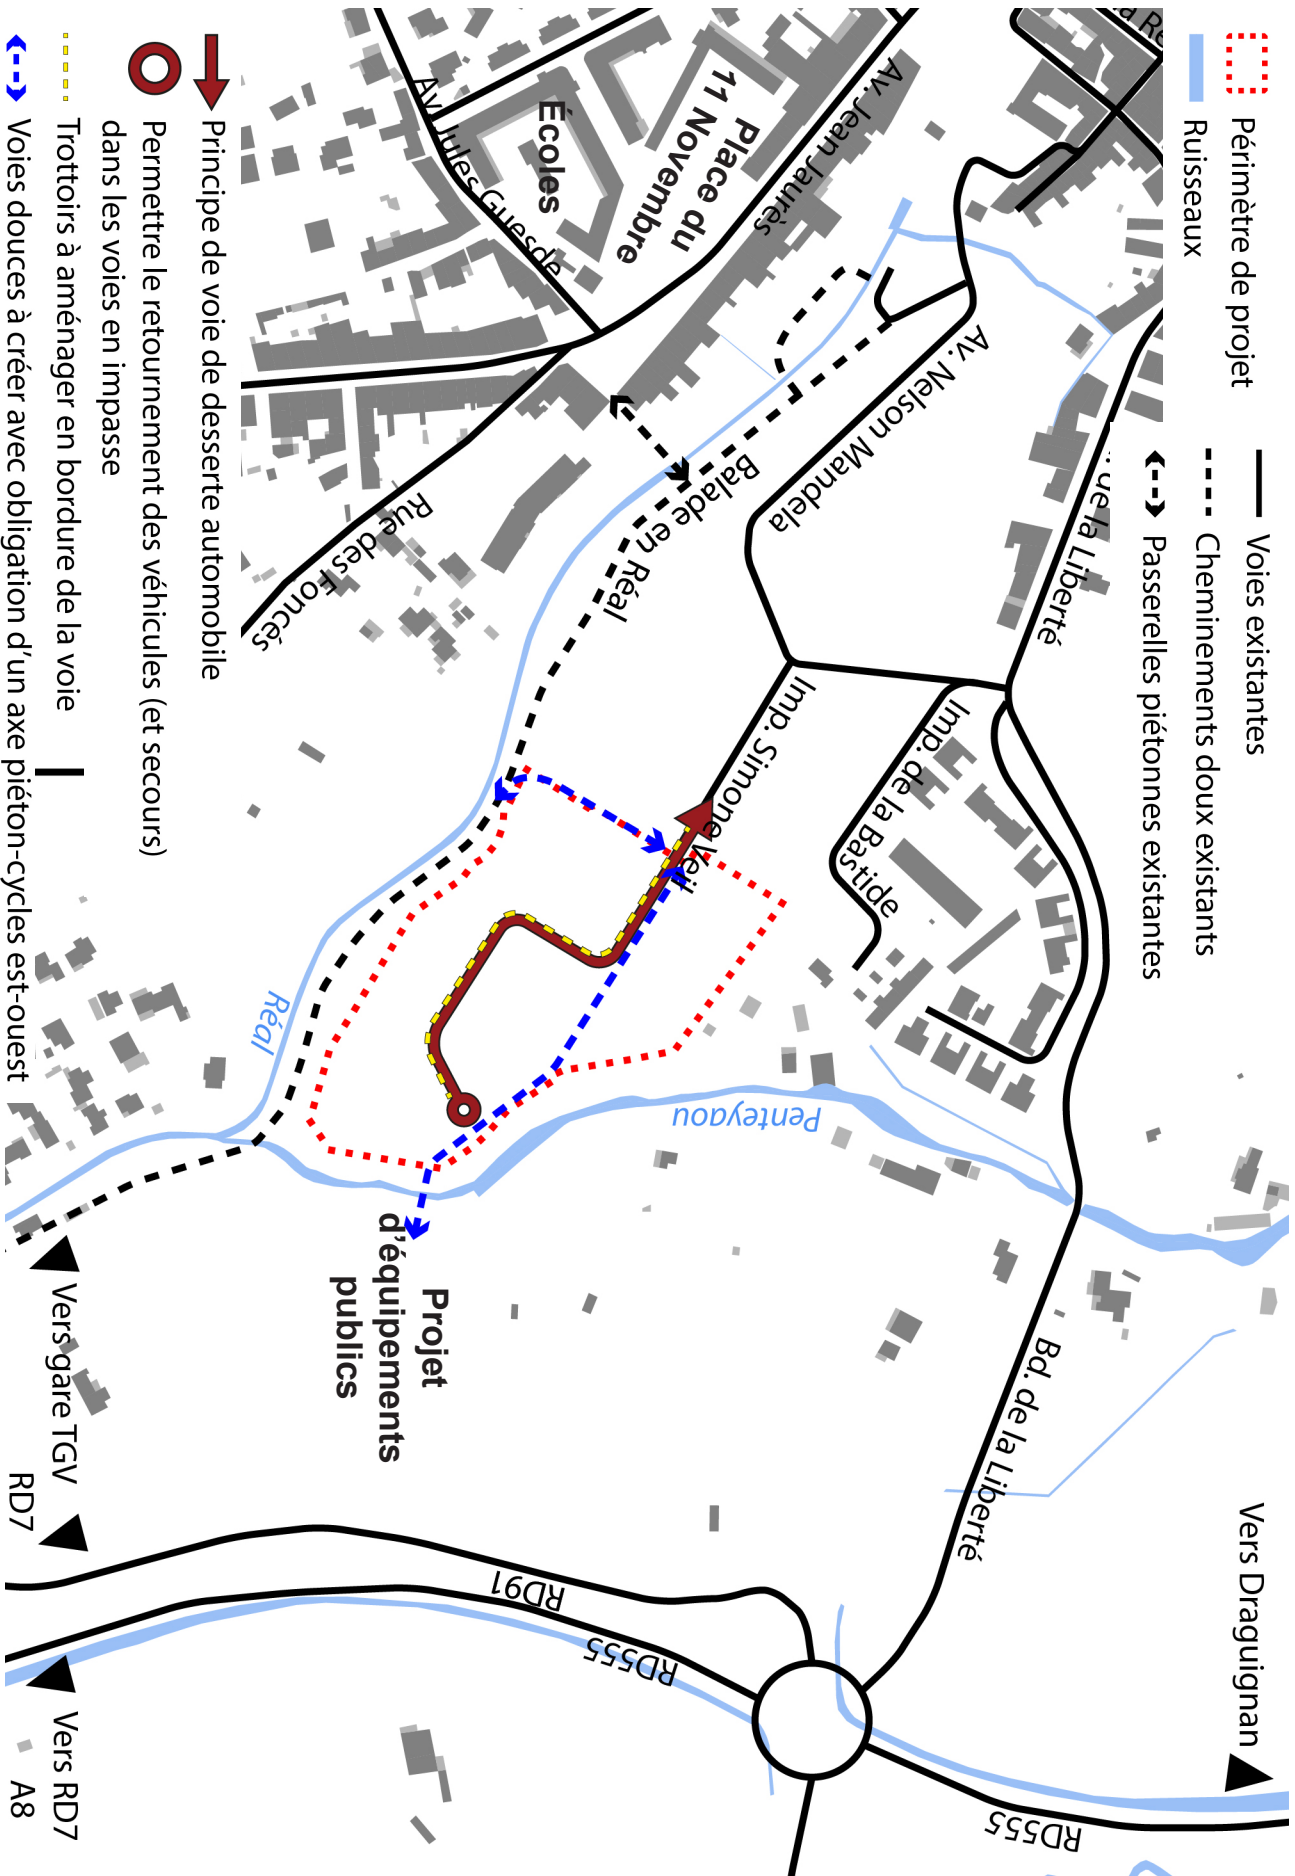 Périmètre de projet
Ruisseaux
Voies existantes
Cheminements doux existants
Passerelles piétonnes existantes
Vers Draguignan
RD555
de la Liberté
Bd. de la Liberté
Av. Nelson Mandela
Imp. de la Bastide
Imp. Simone Veil
Av. Jean Jaurès
Place du
11 Novembre
Écoles
Av. Jules Guesde
Balade en Réal
Rue des Foncés
Penteyaou
Réal
Projet
d'équipements
publics
RD91
RD555
Principe de voie de desserte automobile
Permettre le retournement des véhicules (et secours)
dans les voies en impasse
Trottoirs à aménager en bordure de la voie
Voies douces à créer avec obligation d'un axe piéton-cycles est-ouest
Vers gare TGV
RD7
Vers RD7
A8